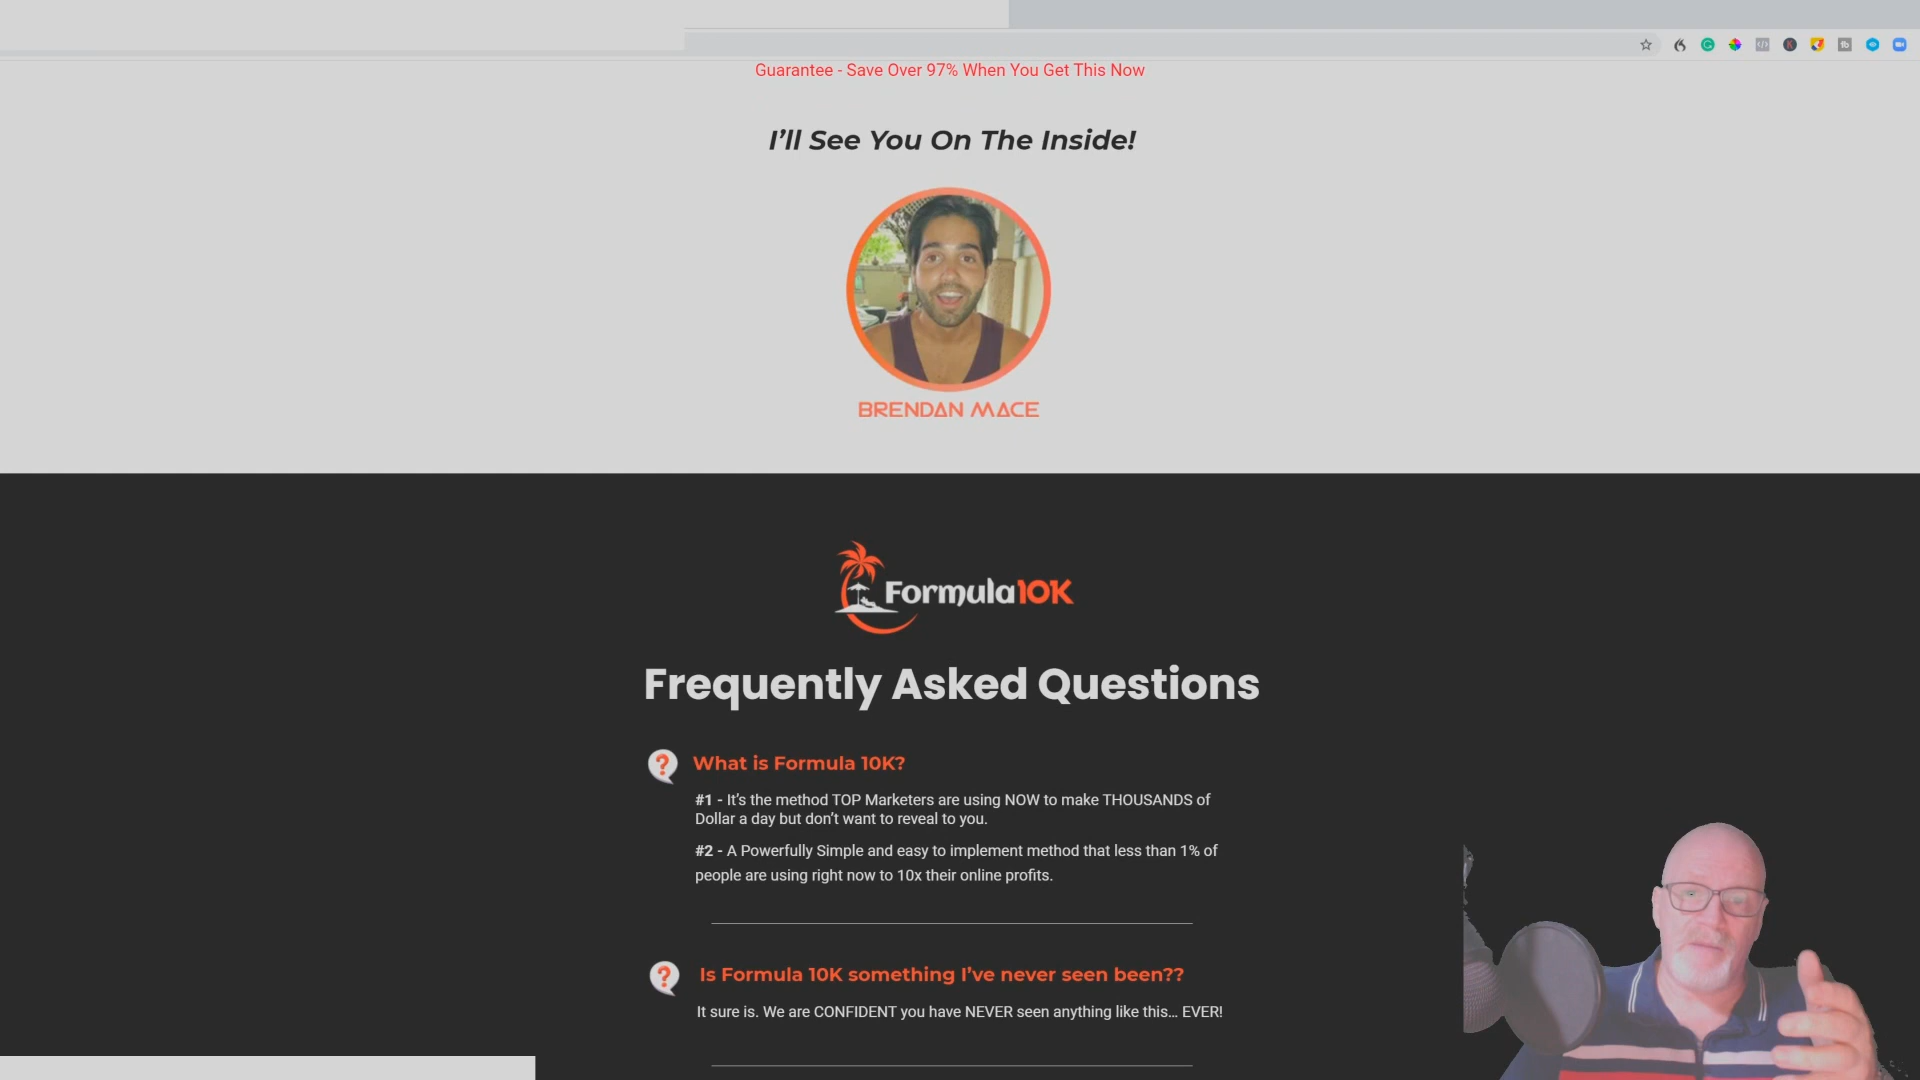 Guarantee - Save Over 97% When You Get This Now
I'll See You On The Inside!
BRENDAN MACE
Formula10K
Frequently Asked Questions
What is Formula 10K?
#1 - It's the method TOP Marketers are using NOW to make THOUSANDS of
Dollar a day but don't want to reveal to you.
#2 - A Powerfully Simple and easy to implement method that less than 1% of
people are using right now to 10x their online profits.
Is Formula 10K something I've never seen been??
It sure is. We are CONFIDENT you have NEVER seen anything like this... EVER!